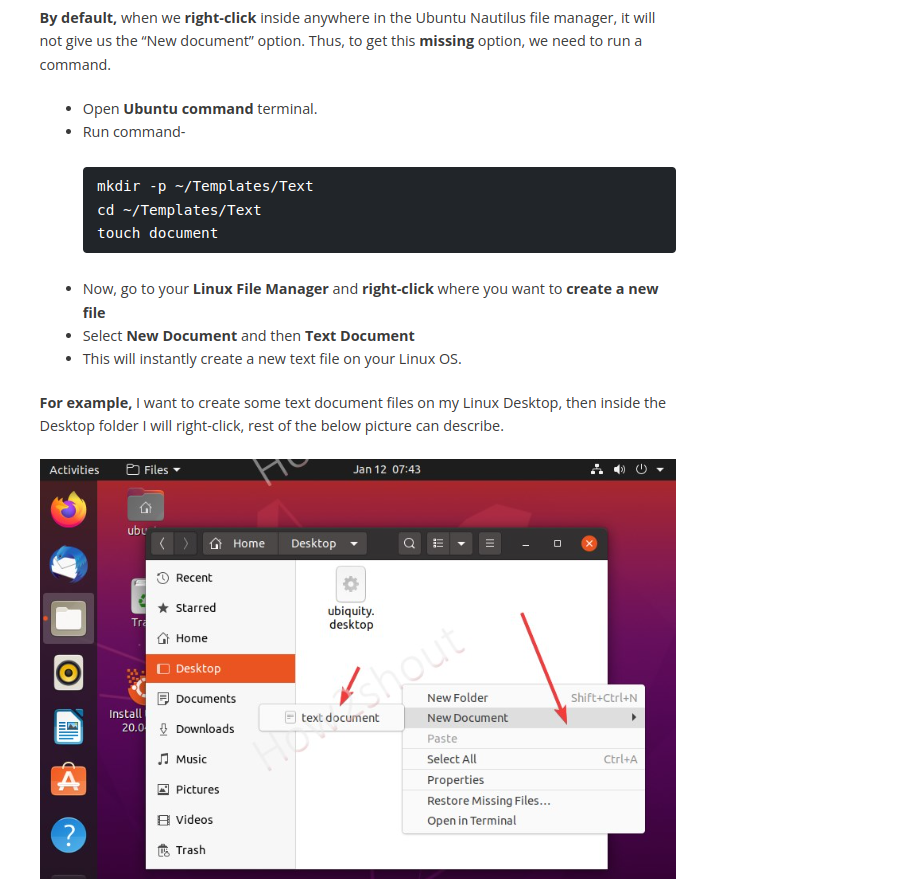 By default, when we right-click inside anywhere in the Ubuntu Nautilus file manager, it will
not give us the “New document” option. Thus, to get this missing option, we need to run a
command.
Open Ubuntu command terminal.
Run command-
mkdir -p ~/Templates/Text
cd ~/Templates/Text
touch document
Now, go to your Linux File Manager and right-click where you want to create a new
file
Select New Document and then Text Document
This will instantly create a new text file on your Linux OS.
For example, I want to create some text document files on my Linux Desktop, then inside the
Desktop folder I will right-click, rest of the below picture can describe.
Activities Files Jan 12 07:43
Home Desktop
Recent
Starred
Home
Desktop
Documents
Downloads
Music
Pictures
Videos
Trash
ubiquity.
desktop
text document
New Folder Shift+Ctrl+N
New Document
Paste
Select All Ctrl+A
Properties
Restore Missing Files...
Open in Terminal
Install
20.0